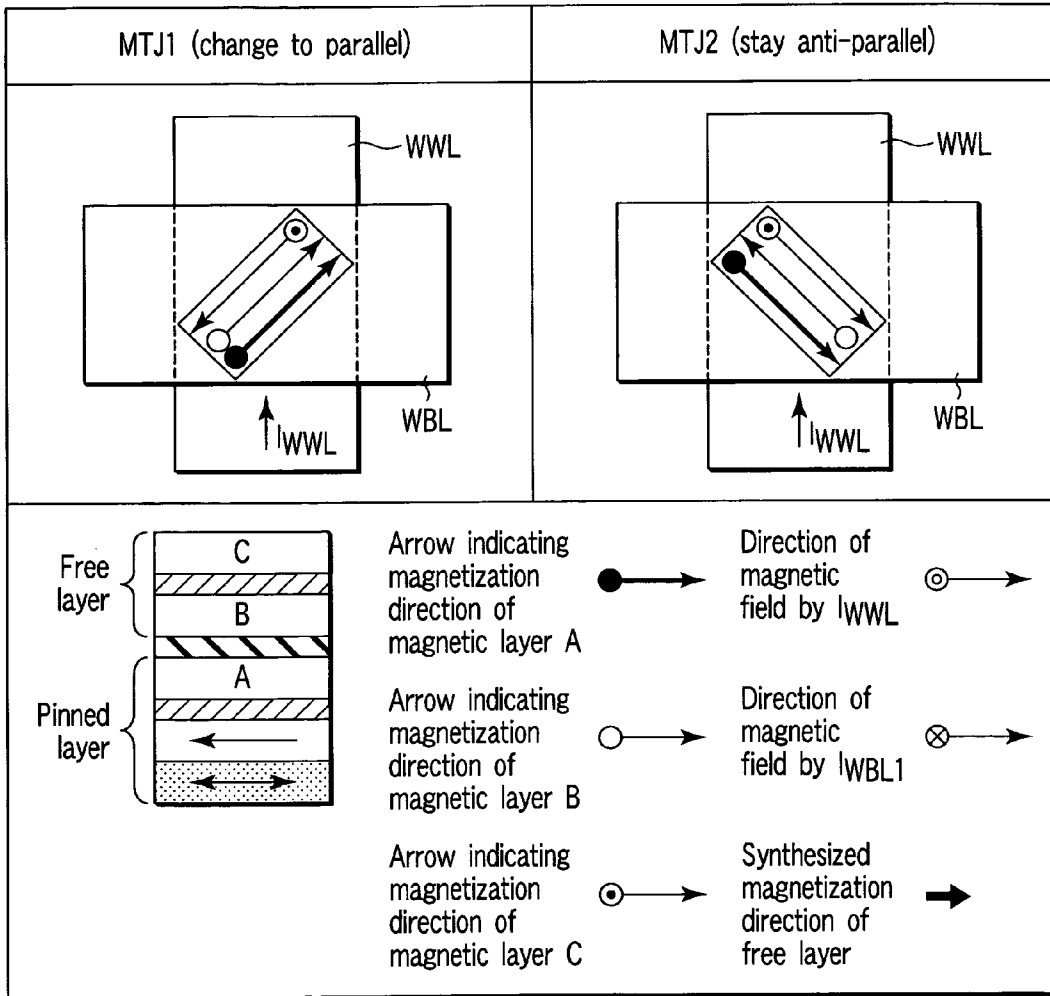 MTJ1 (change to parallel)
MTJ2 (stay anti-parallel)
WWL
WBL
IWWL
WWL
WBL
IWWL
Free
layer
Pinned
layer
C
B
A
Arrow indicating
magnetization
direction of
magnetic layer A
Direction of
magnetic
field by IWWL
Arrow indicating
magnetization
direction of
magnetic layer B
Direction of
magnetic
field by IWBL1
Arrow indicating
magnetization
direction of
magnetic layer C
Synthesized
magnetization
direction of
free layer